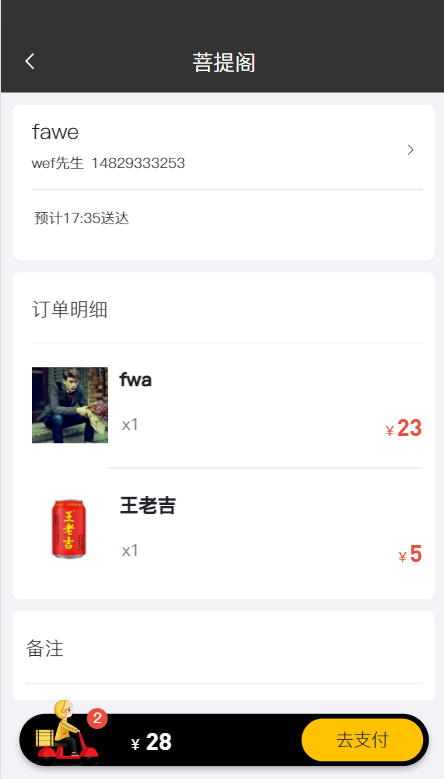 菩提阁
fawe
wef先生 14829333253
预计17:35送达
订单明细
fwa
x1
¥23
王老吉
王老吉
x1
¥5
备注
2
¥ 28
去支付